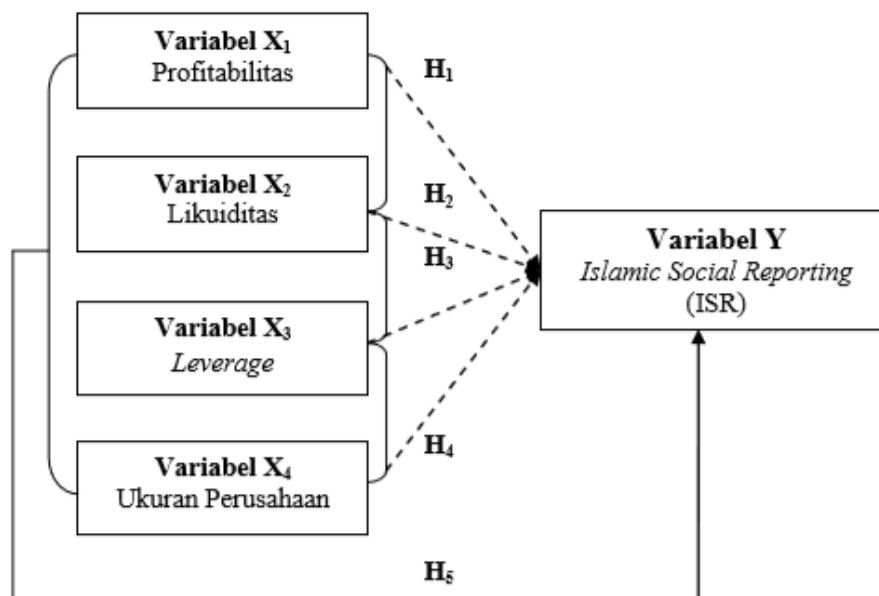 Variabel X₁
Profitabilitas
H₁
Variabel X₂
Likuiditas
H₂
H₃
Variabel Y
Islamic Social Reporting
(ISR)
Variabel X₃
Leverage
H₄
Variabel X₄
Ukuran Perusahaan
H₅